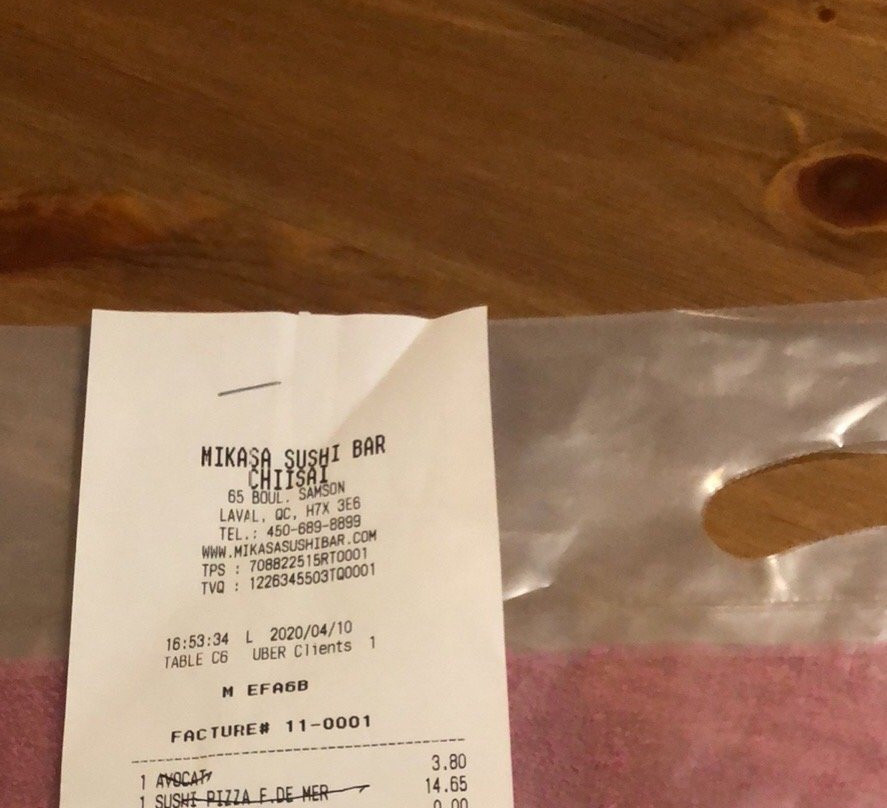 MIKASA SUSHI BAR
CHIISAI
65 BOUL. SAMSON
LAVAL, QC, H7X 3E6
TEL.: 450-689-8899
WWW.MIKASASUSHIBAR.COM
TPS : 708822515RT0001
TVQ : 1226345503TQ0001
16:53:34 L 2020/04/10
TABLE C6 UBER Clients 1
M EFA6B
FACTURE# 11-0001
1 AVOCAT 3.80
1 SUSHI PIZZA F.DE MER 14.65
0.00